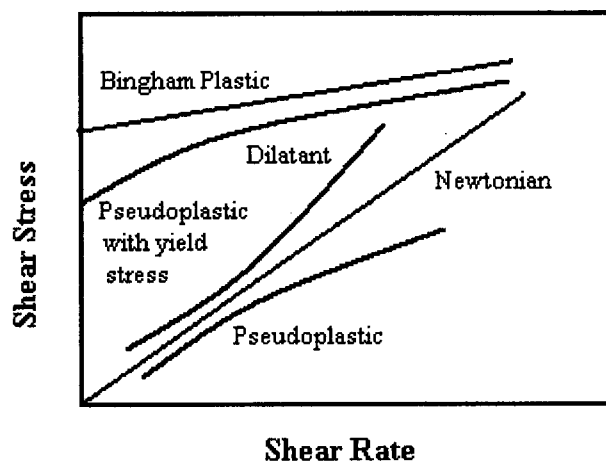 Bingham Plastic
Dilatant
Newtonian
Pseudoplastic
with yield
stress
Pseudoplastic
Shear Stress
Shear Rate